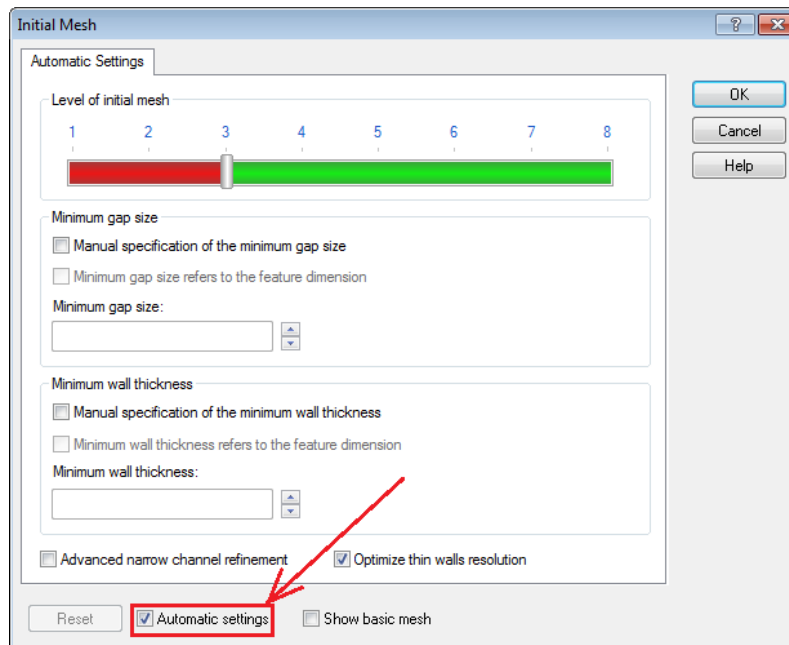 Initial Mesh
Automatic Settings
Level of initial mesh
1 2 3 4 5 6 7 8
Minimum gap size
Manual specification of the minimum gap size
Minimum gap size refers to the feature dimension
Minimum gap size:
Minimum wall thickness
Manual specification of the minimum wall thickness
Minimum wall thickness refers to the feature dimension
Minimum wall thickness:
Advanced narrow channel refinement Optimize thin walls resolution
OK
Cancel
Help
Reset Automatic settings Show basic mesh